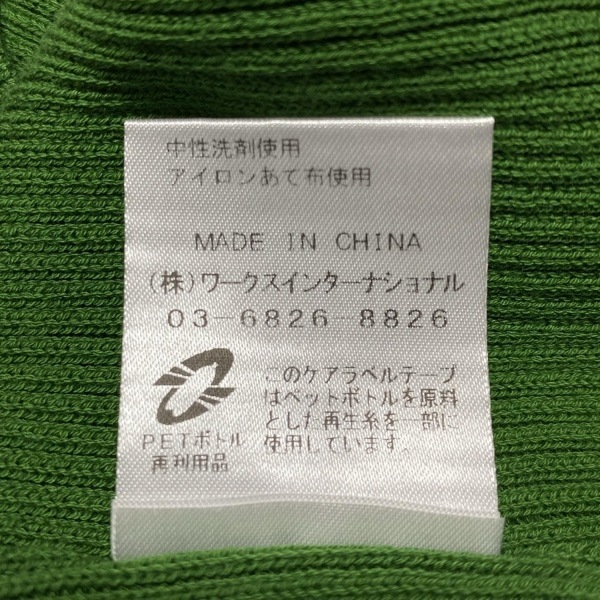 中性洗剤使用
アイロンあて布使用
MADE IN CHINA
(株)ワークスインターナショナル
03-6826-8826
このケアラベルテープ
はペットボトルを原料
とした再生糸を一部に
使用しています。
PETボトル
再利用品